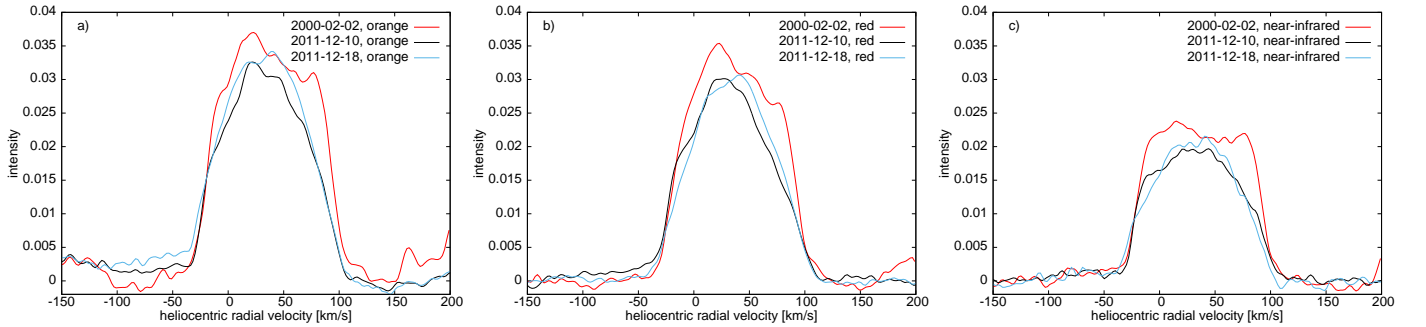 a)
2000-02-02, orange
2011-12-10, orange
2011-12-18, orange
intensity
0.04
0.035
0.03
0.025
0.02
0.015
0.01
0.005
0
-150 -100 -50 0 50 100 150 200
heliocentric radial velocity [km/s]
b)
2000-02-02, red
2011-12-10, red
2011-12-18, red
intensity
0.04
0.035
0.03
0.025
0.02
0.015
0.01
0.005
0
-150 -100 -50 0 50 100 150 200
heliocentric radial velocity [km/s]
c)
2000-02-02, near-infrared
2011-12-10, near-infrared
2011-12-18, near-infrared
intensity
0.04
0.035
0.03
0.025
0.02
0.015
0.01
0.005
0
-150 -100 -50 0 50 100 150 200
heliocentric radial velocity [km/s]